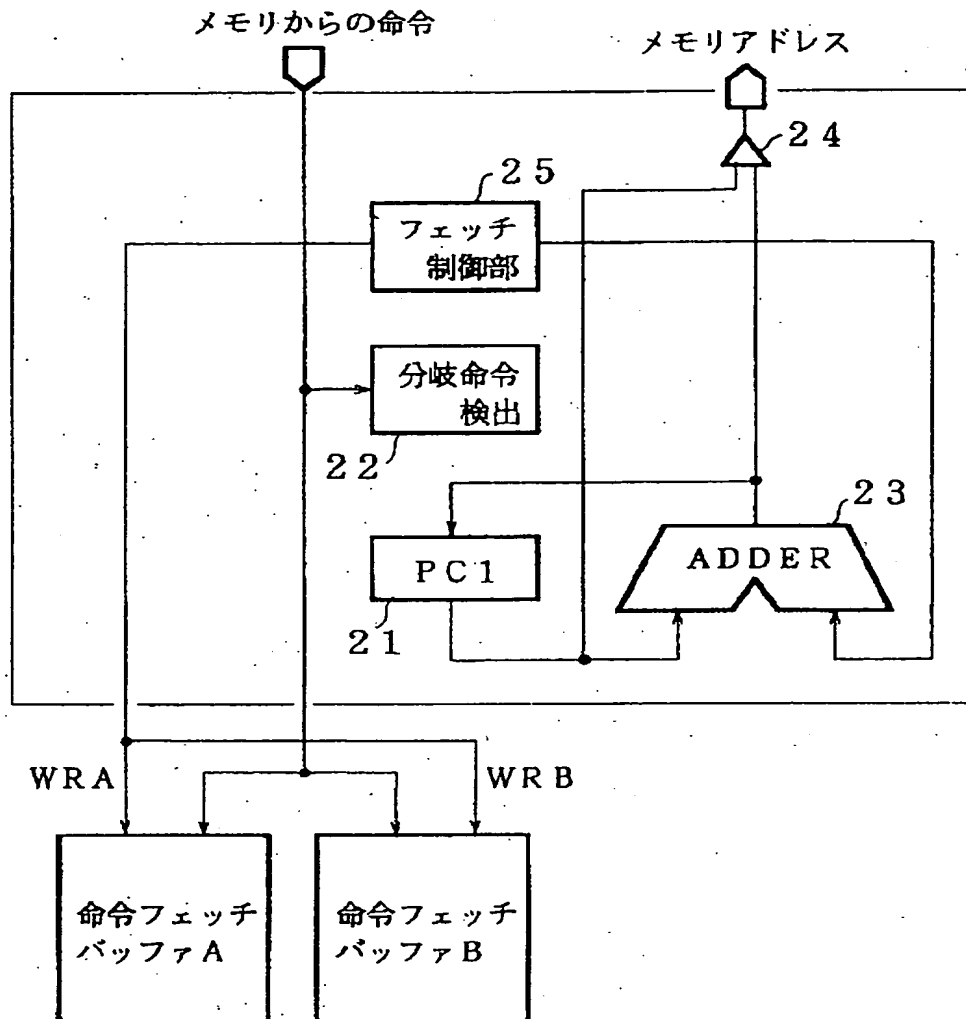 メモリからの命令
メモリアドレス
24
25
フェッチ
制御部
分岐命令
検出
22
23
ADDER
PC1
21
WRA
WRB
命令フェッチ
バッファA
命令フェッチ
バッファB